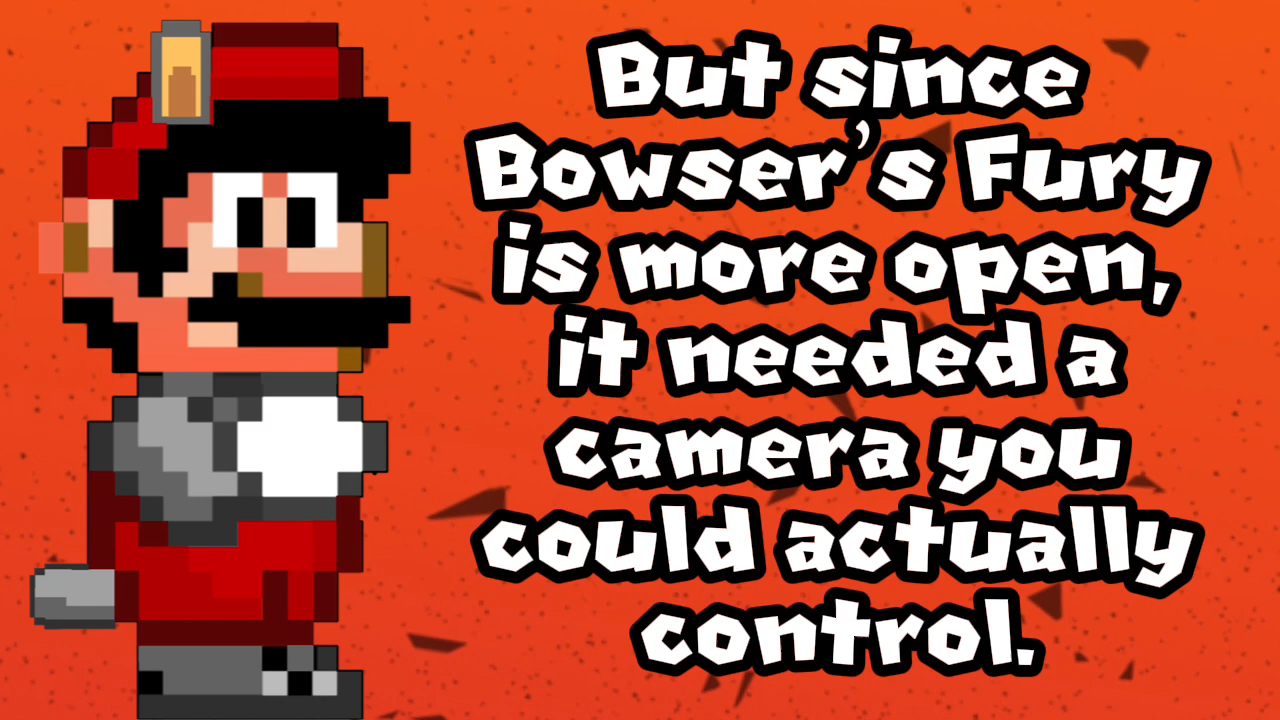 But since
Bowser's Fury
is more open,
it needed a
camera you
could actually
control.